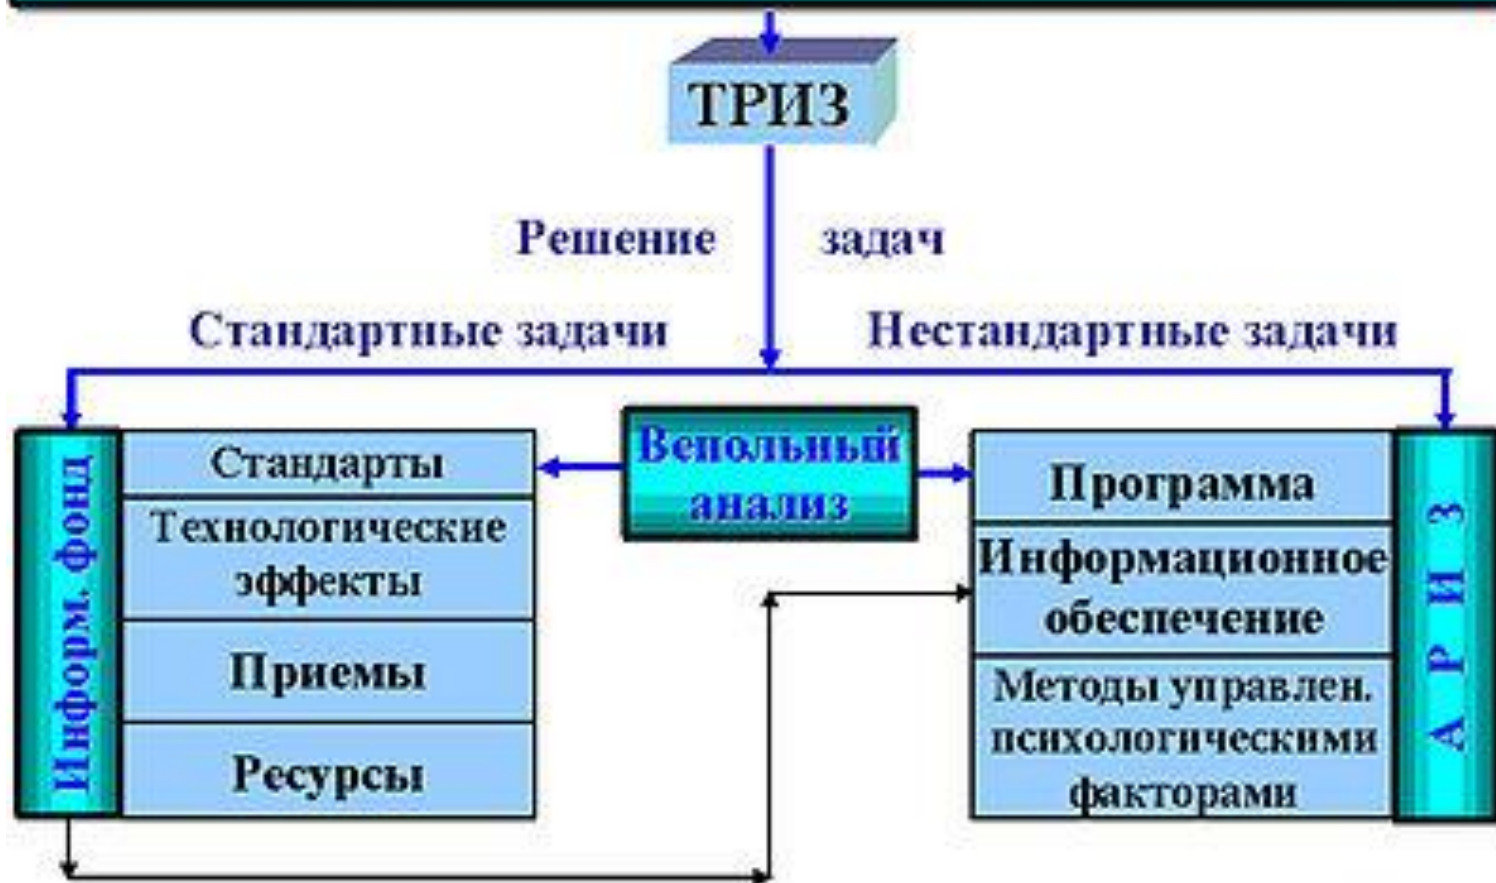 ТРИЗ
Решение задач
Стандартные задачи
Нестандартные задачи
Вепольный
анализ
Информ. фонд
Стандарты
Технологические
эффекты
Приемы
Ресурсы
Программа
Информационное
обеспечение
Методы управлен.
психологическими
факторами
А Р И З